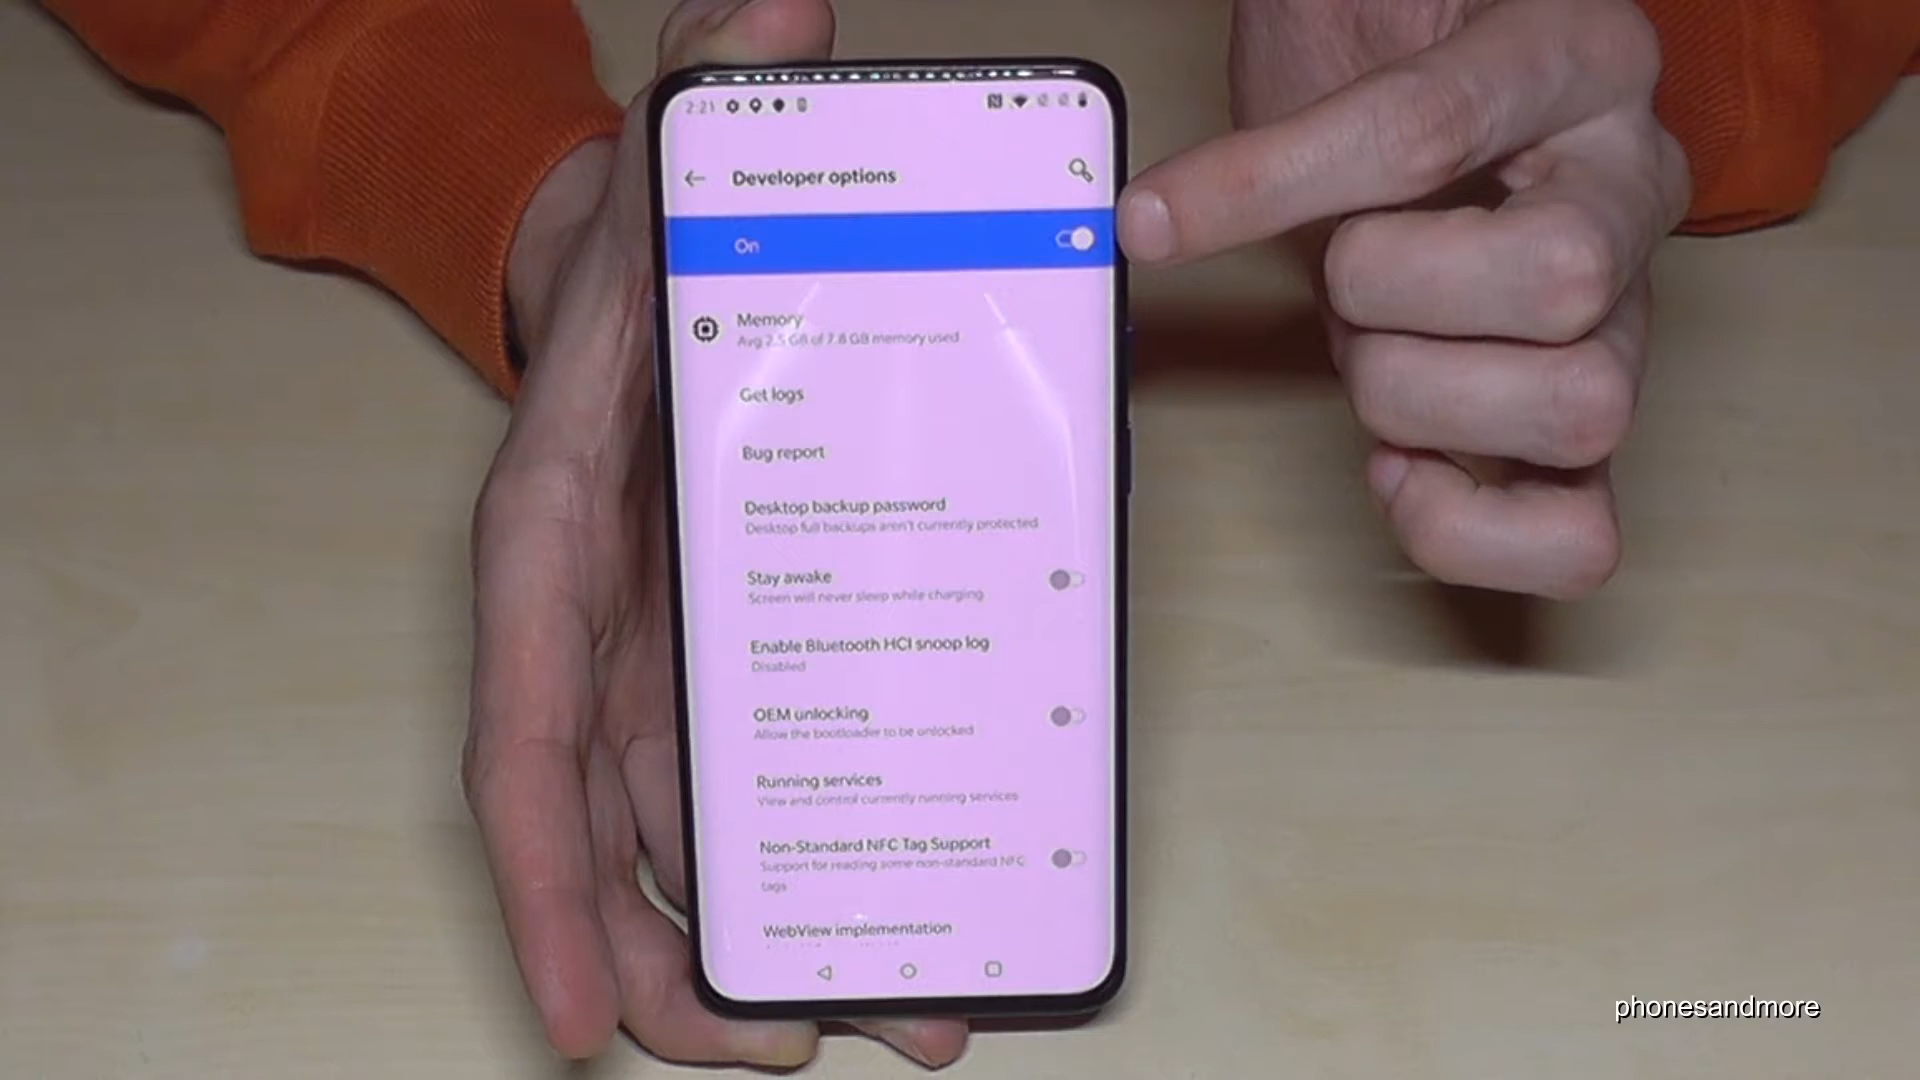 2:21
Developer options
On
Memory
Avg 2.5 GB of 7.8 GB memory used
Get logs
Bug report
Desktop backup password
Desktop full backups aren't currently protected
Stay awake
Screen will never sleep while charging
Enable Bluetooth HCI snoop log
Disabled
OEM unlocking
Allow the bootloader to be unlocked
Running services
View and control currently running services
Non-Standard NFC Tag Support
Support for reading some non-standard NFC
tags
WebView implementation
phonesandmore